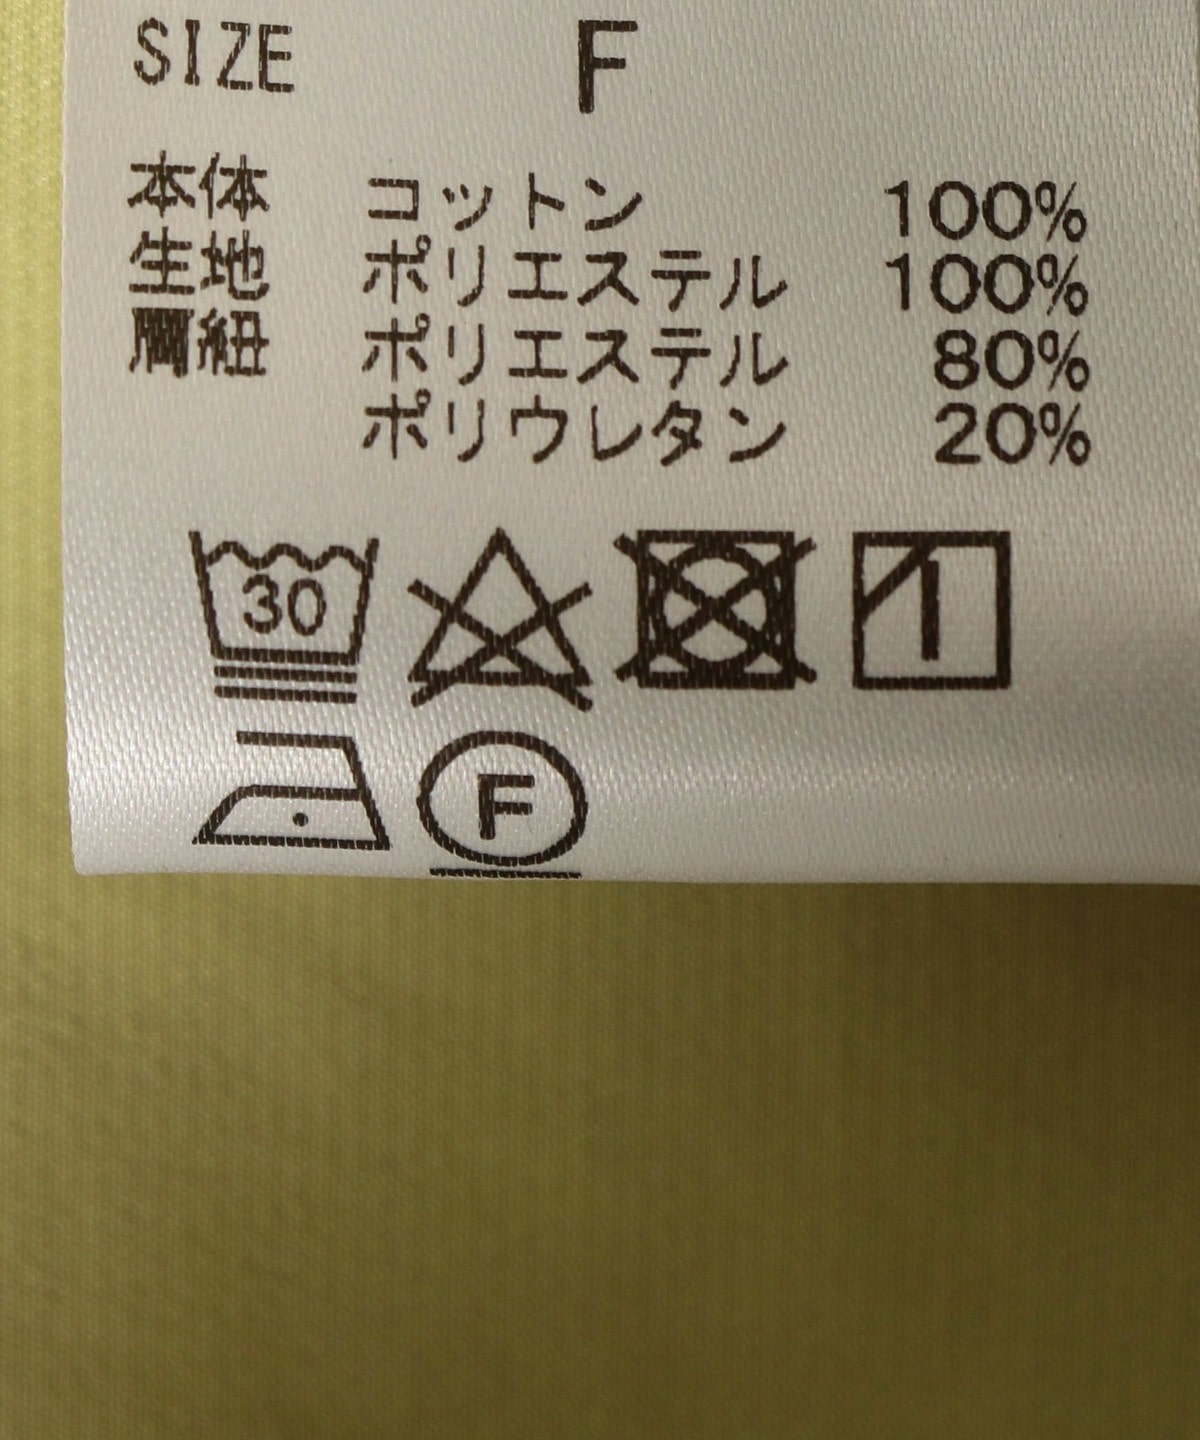 SIZE F
本体 コットン 100%
生地 ポリエステル 100%
肩紐 ポリエステル 80%
ポリウレタン 20%
30
F